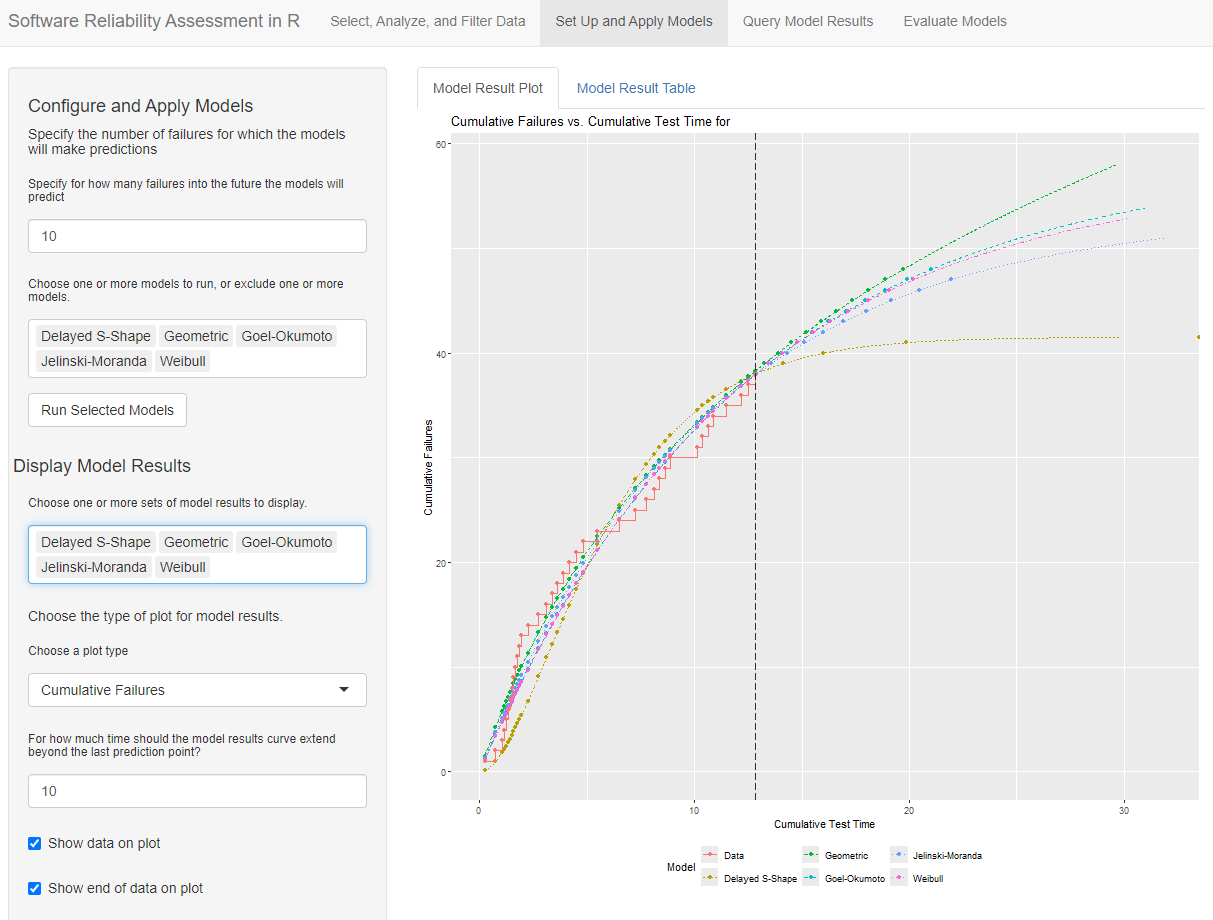 Software Reliability Assessment in R
Select, Analyze, and Filter Data
Set Up and Apply Models
Query Model Results
Evaluate Models
Configure and Apply Models
Specify the number of failures for which the models
will make predictions
Specify for how many failures into the future the models will
predict
10
Choose one or more models to run, or exclude one or more
models.
Delayed S-Shape Geometric Goel-Okumoto
Jelinski-Moranda Weibull
Run Selected Models
Display Model Results
Choose one or more sets of model results to display.
Delayed S-Shape Geometric Goel-Okumoto
Jelinski-Moranda Weibull
Choose the type of plot for model results.
Choose a plot type
Cumulative Failures
For how much time should the model results curve extend
beyond the last prediction point?
10
Show data on plot
Show end of data on plot
Model Result Plot
Model Result Table
Cumulative Failures vs. Cumulative Test Time for
60
40
20
0
Cumulative Failures
0 10 20 30
Cumulative Test Time
Model
Data
Geometric
Jelinski-Moranda
Delayed S-Shape
Goel-Okumoto
Weibull